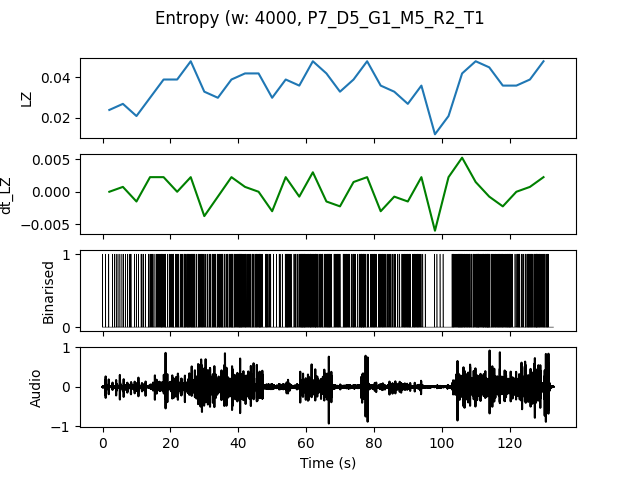 Entropy (w: 4000, P7_D5_G1_M5_R2_T1
LZ
0.04
0.02
dt_LZ
0.005
0.000
−0.005
Binarised
1
0
Audio
1
0
−1
0 20 40 60 80 100 120
Time (s)